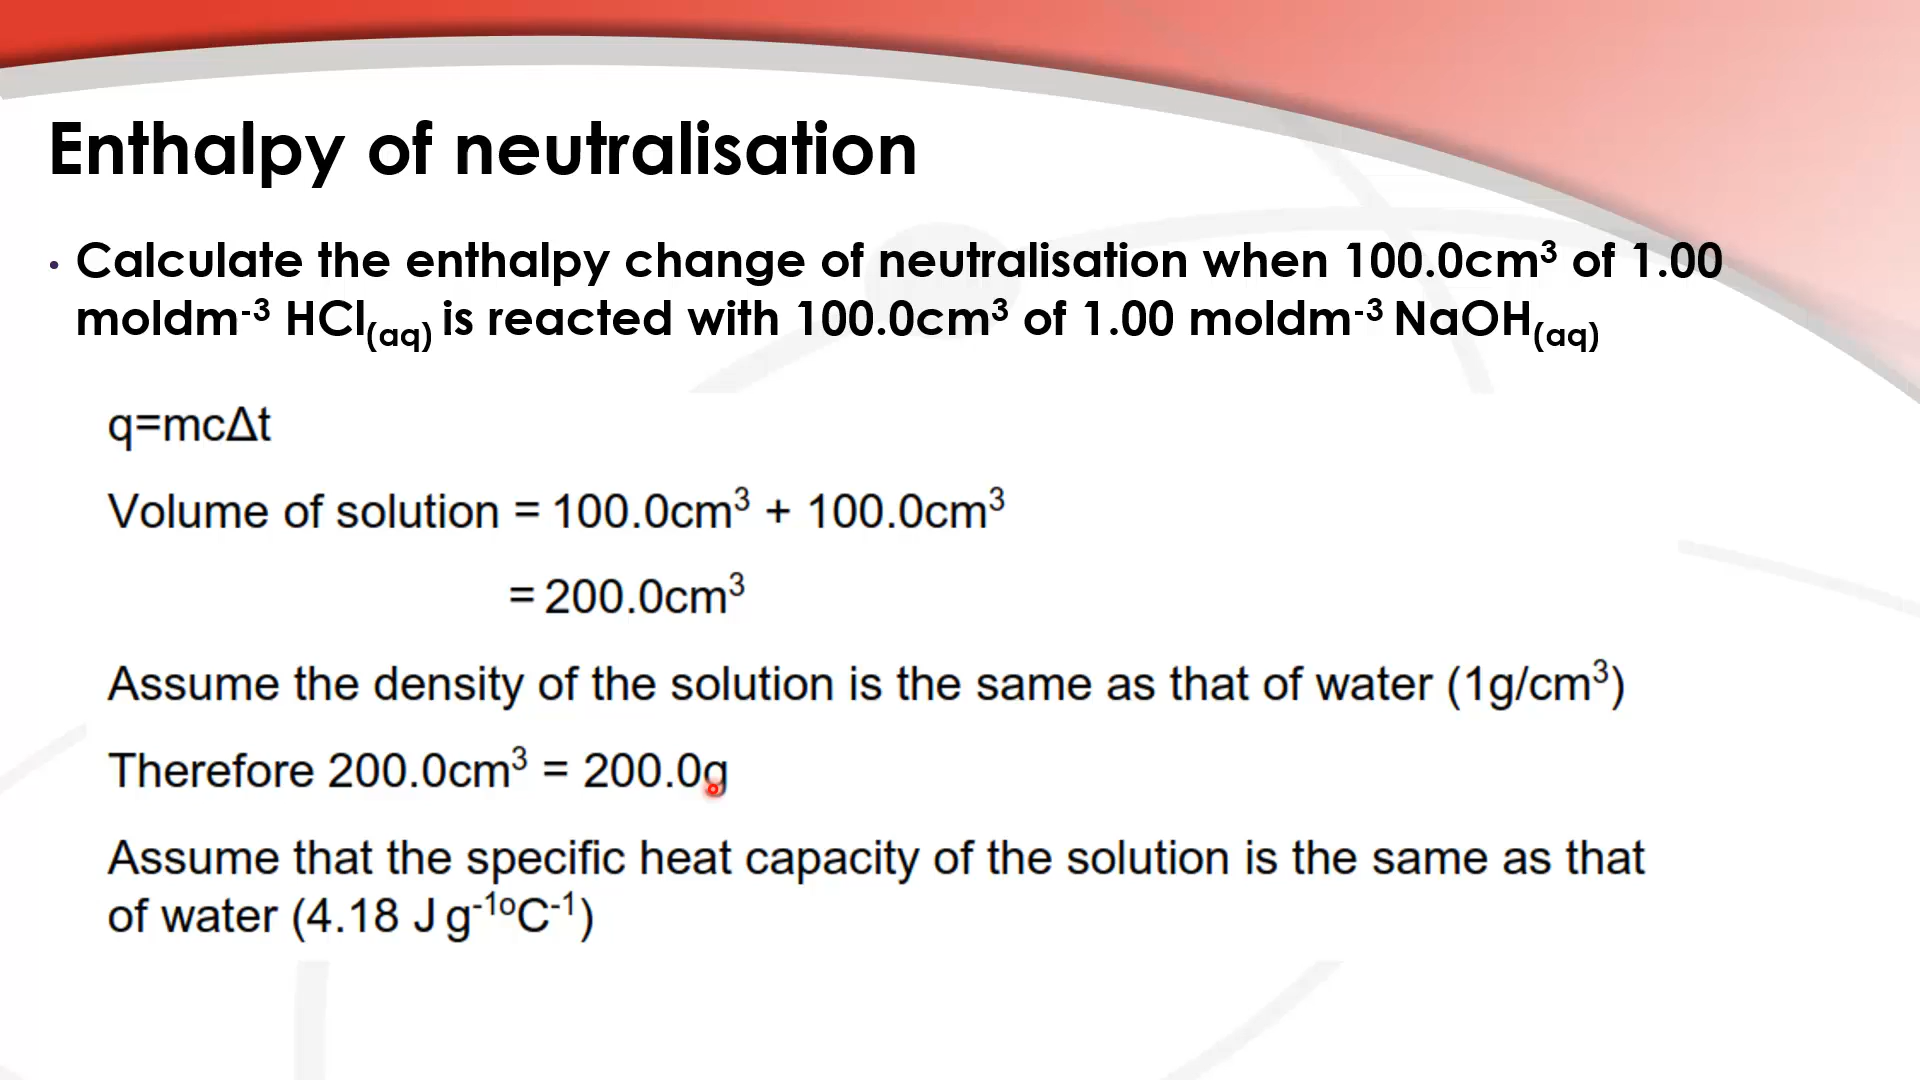 Enthalpy of neutralisation
• Calculate the enthalpy change of neutralisation when 100.0cm³ of 1.00
moldm⁻³ HCl₍aq₎ is reacted with 100.0cm³ of 1.00 moldm⁻³ NaOH₍aq₎
q=mcΔt
Volume of solution = 100.0cm³ + 100.0cm³
= 200.0cm³
Assume the density of the solution is the same as that of water (1g/cm³)
Therefore 200.0cm³ = 200.0g
Assume that the specific heat capacity of the solution is the same as that
of water (4.18 J g⁻¹ᵒC⁻¹)